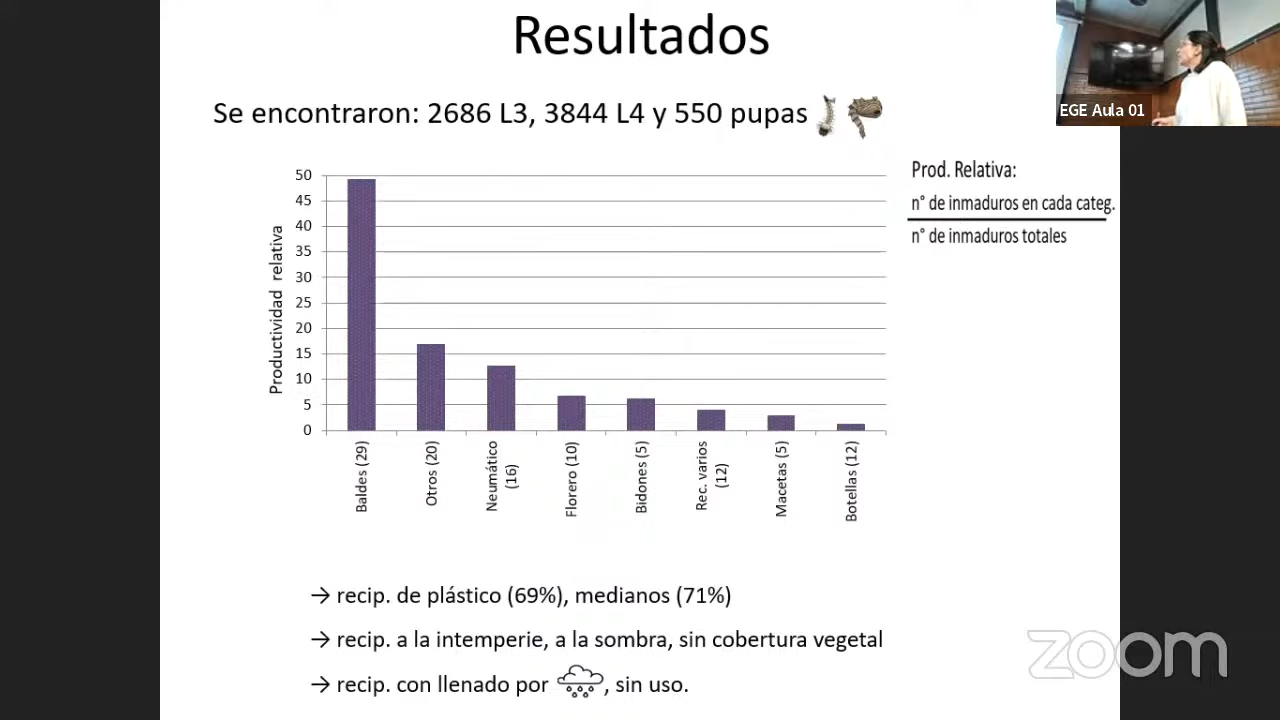 Resultados
EGE Aula 01
Se encontraron: 2686 L3, 3844 L4 y 550 pupas
Prod. Relativa:
n° de inmaduros en cada categ.
n° de inmaduros totales
Productividad relativa
50
45
40
35
30
25
20
15
10
5
0
Baldes (29)
Otros (20)
Neumático
(16)
Florero (10)
Bidones (5)
Rec. varios
(12)
Macetas (5)
Botellas (12)
→ recip. de plástico (69%), medianos (71%)
→ recip. a la intemperie, a la sombra, sin cobertura vegetal
→ recip. con llenado por , sin uso.
zoom